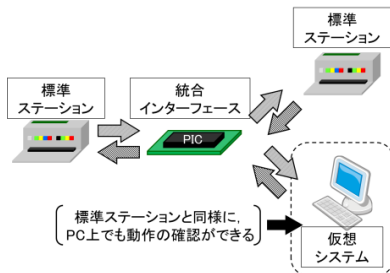 標準
ステーション
標準
ステーション
統合
インターフェース
PIC
標準ステーションと同様に,
PC上でも動作の確認ができる
仮想
システム